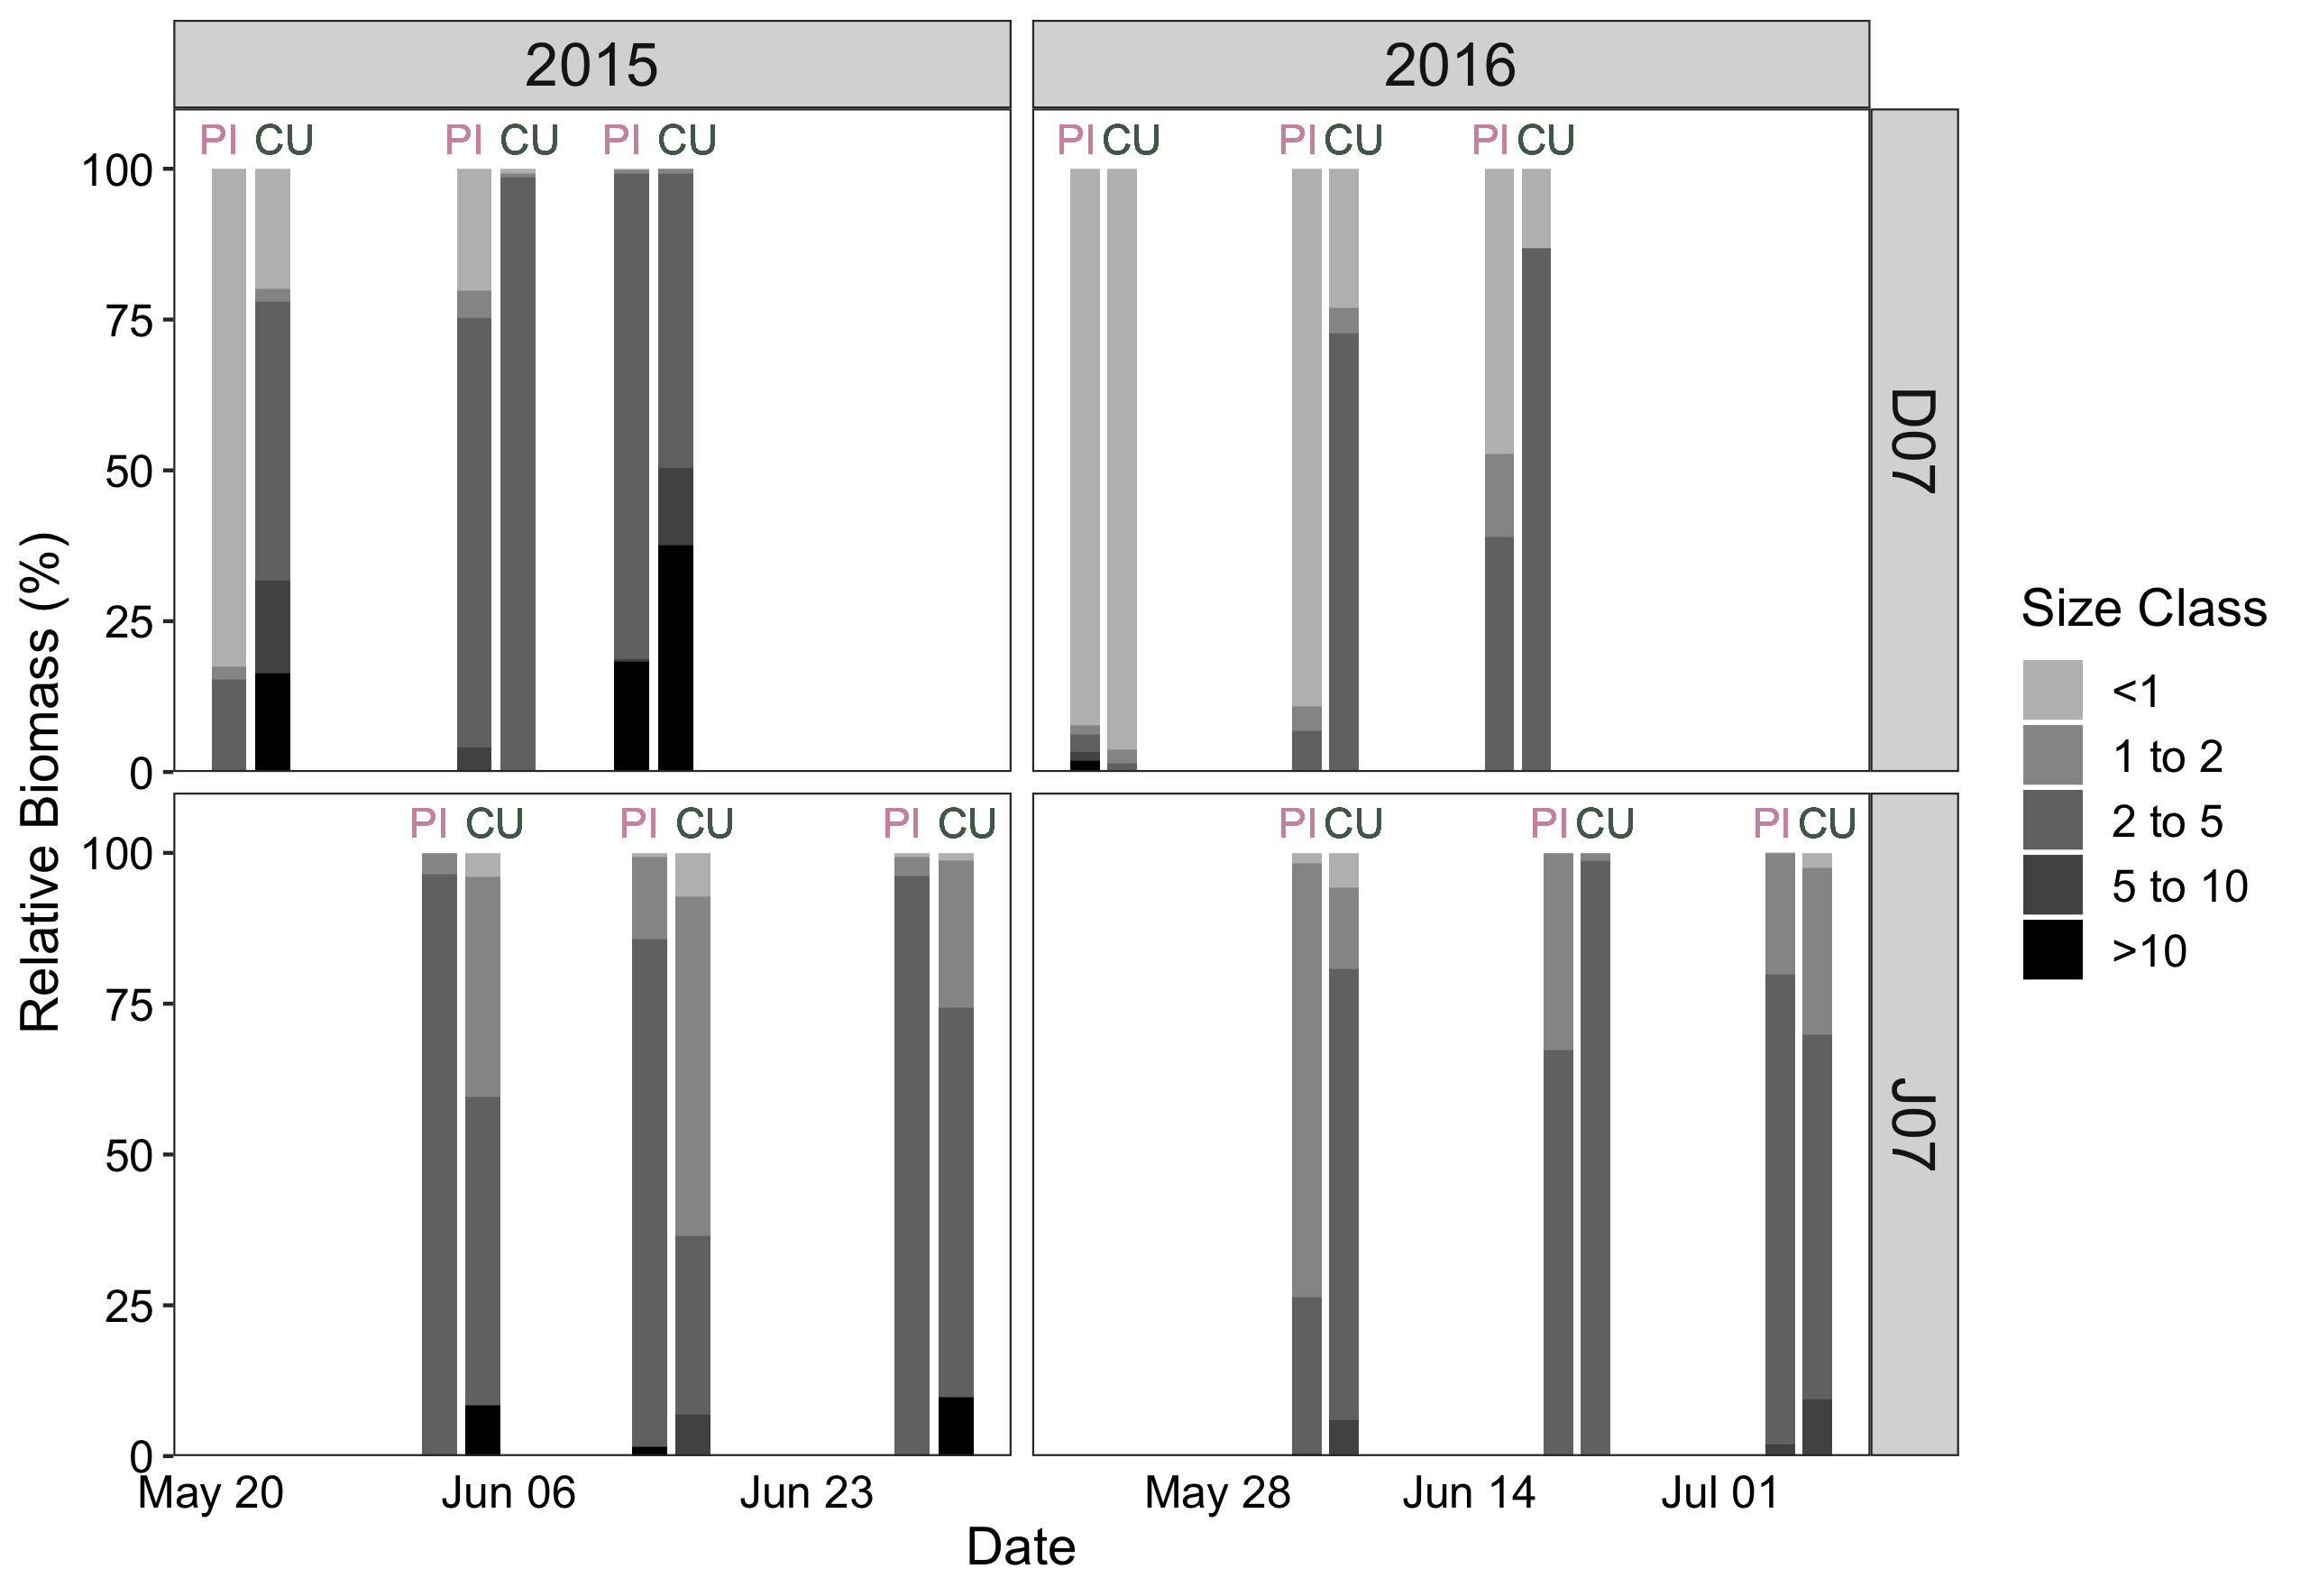 2015 2016
PI CU PI CU PI CU PI CU PI CU PI CU
D07
100
75
50
25
0
PI CU PI CU PI CU PI CU PI CU PI CU
J07
100
75
50
25
0
Relative Biomass (%)
May 20 Jun 06 Jun 23 May 28 Jun 14 Jul 01
Date
Size Class
<1
1 to 2
2 to 5
5 to 10
>10